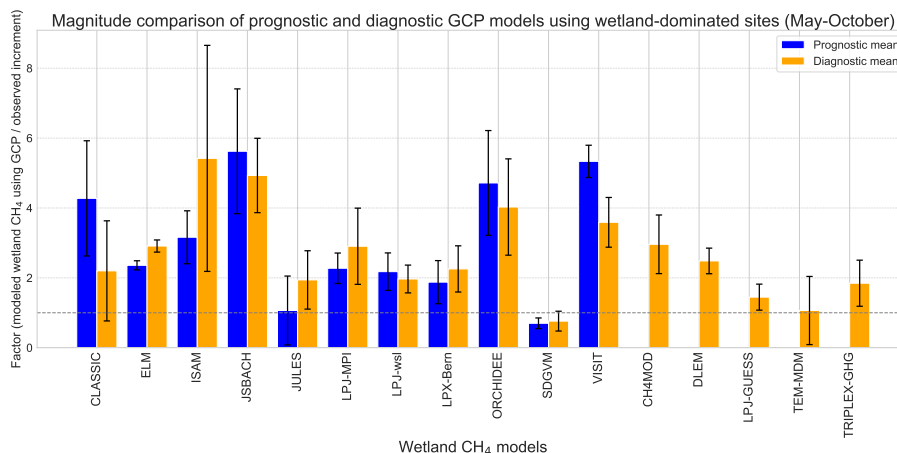 Magnitude comparison of prognostic and diagnostic GCP models using wetland-dominated sites (May-October)
Prognostic mean
Diagnostic mean
Factor (modeled wetland CH₄ using GCP / observed increment)
8
6
4
2
0
CLASSIC
ELM
ISAM
JSBACH
JULES
LPJ-MPI
LPJ-wsl
LPX-Bern
ORCHIDEE
SDGVM
VISIT
CH4MOD
DLEM
LPJ-GUESS
TEM-MDM
TRIPLEX-GHG
Wetland CH₄ models